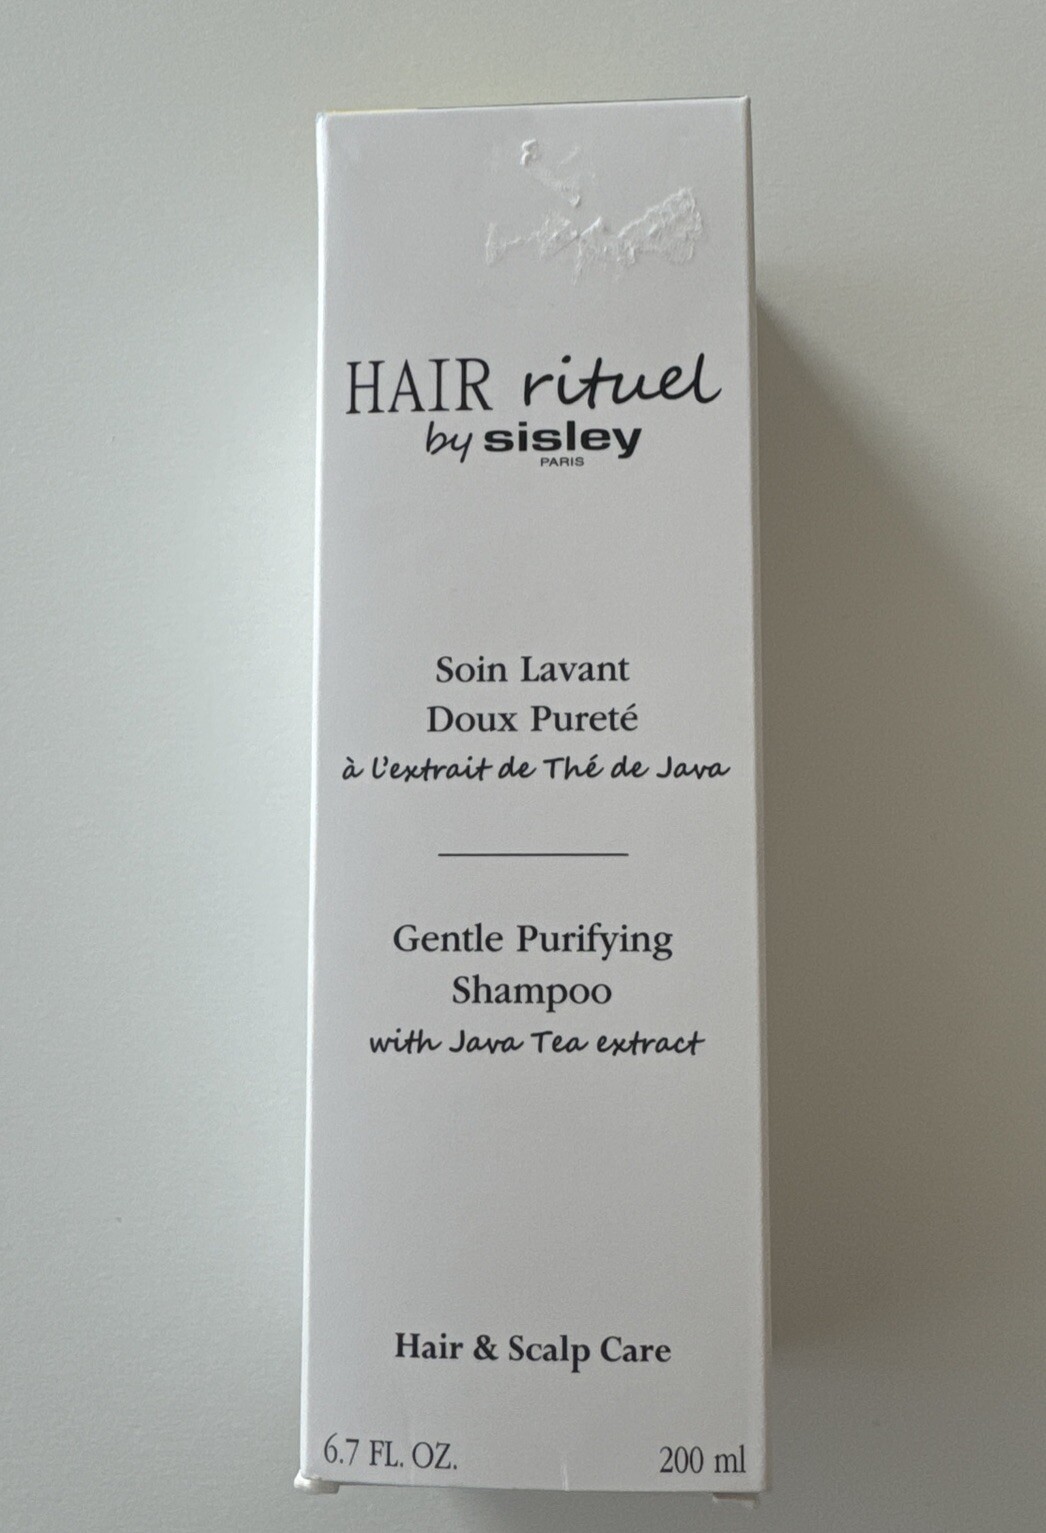 HAIR rituel
by sisley
PARIS
Soin Lavant
Doux Pureté
à l'extrait de Thé de Java
Gentle Purifying
Shampoo
with Java Tea extract
Hair & Scalp Care
6.7 FL. OZ. 200 ml